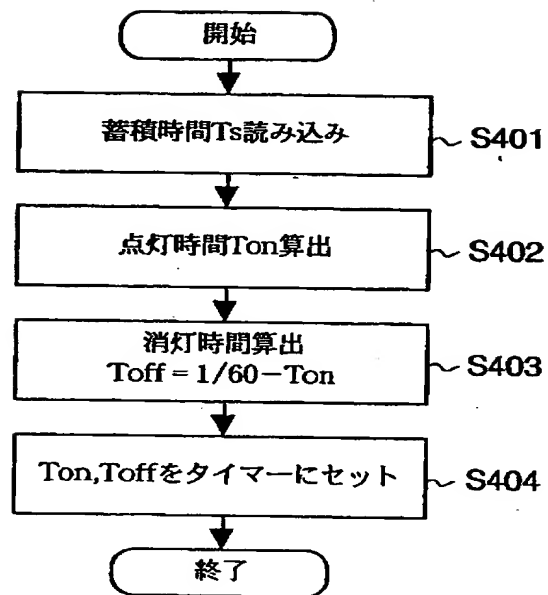 開始
蓄積時間Ts読み込み
S401
点灯時間Ton算出
S402
消灯時間算出
Toff = 1/60−Ton
S403
Ton,Toffをタイマーにセット
S404
終了